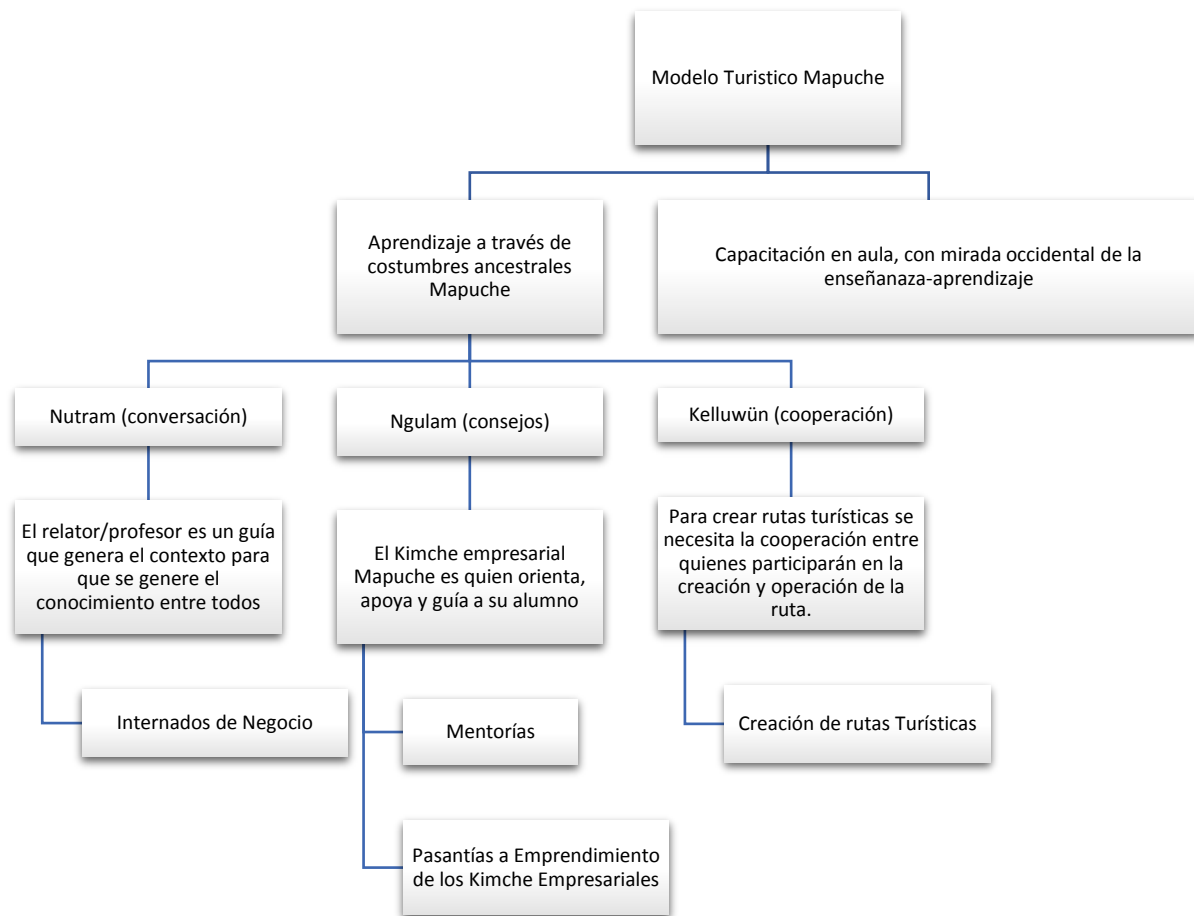 Modelo Turistico Mapuche
Aprendizaje a través de
costumbres ancestrales
Mapuche
Capacitación en aula, con mirada occidental de la
enseñanaza-aprendizaje
Nutram (conversación)
Ngulam (consejos)
Kelluwün (cooperación)
El relator/profesor es un guía
que genera el contexto para
que se genere el
conocimiento entre todos
El Kimche empresarial
Mapuche es quien orienta,
apoya y guía a su alumno
Para crear rutas turísticas se
necesita la cooperación entre
quienes participarán en la
creación y operación de la
ruta.
Internados de Negocio
Mentorías
Creación de rutas Turísticas
Pasantías a Emprendimiento
de los Kimche Empresariales